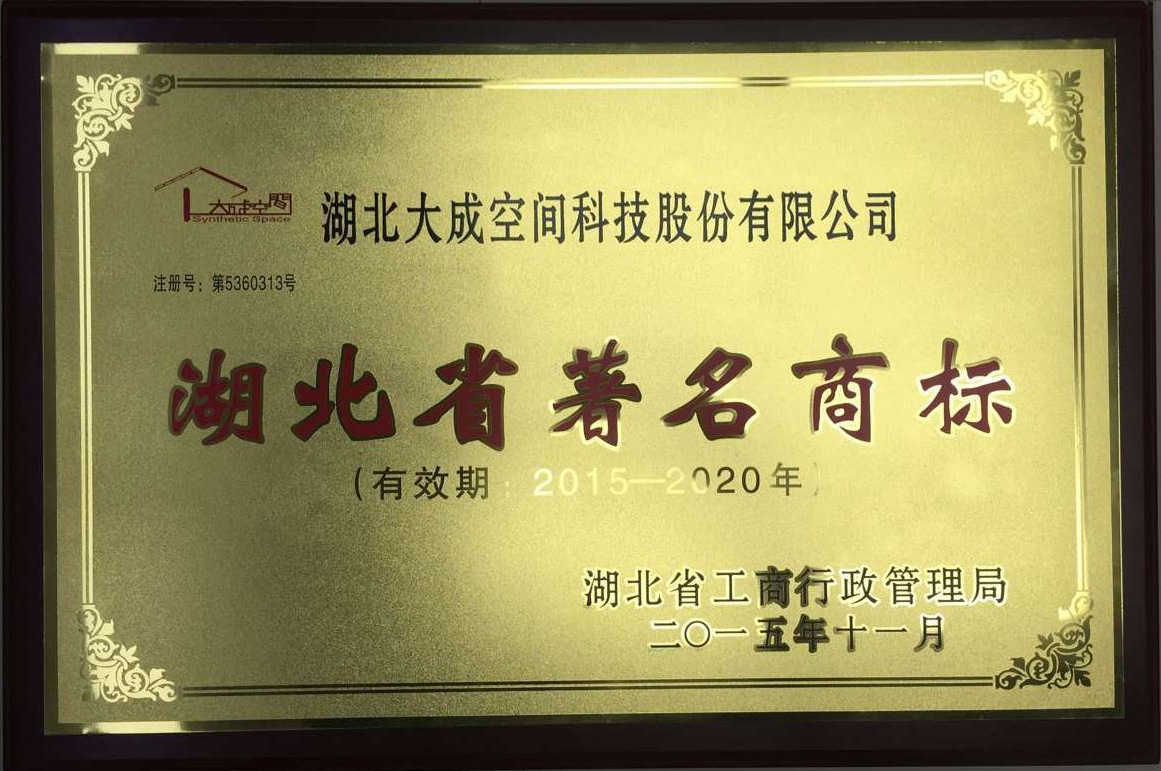 大成空間
Synthetic Space
湖北大成空间科技股份有限公司
注册号：第5360313号
湖北省著名商标
（有效期：2015—2020年）
湖北省工商行政管理局
二〇一五年十一月